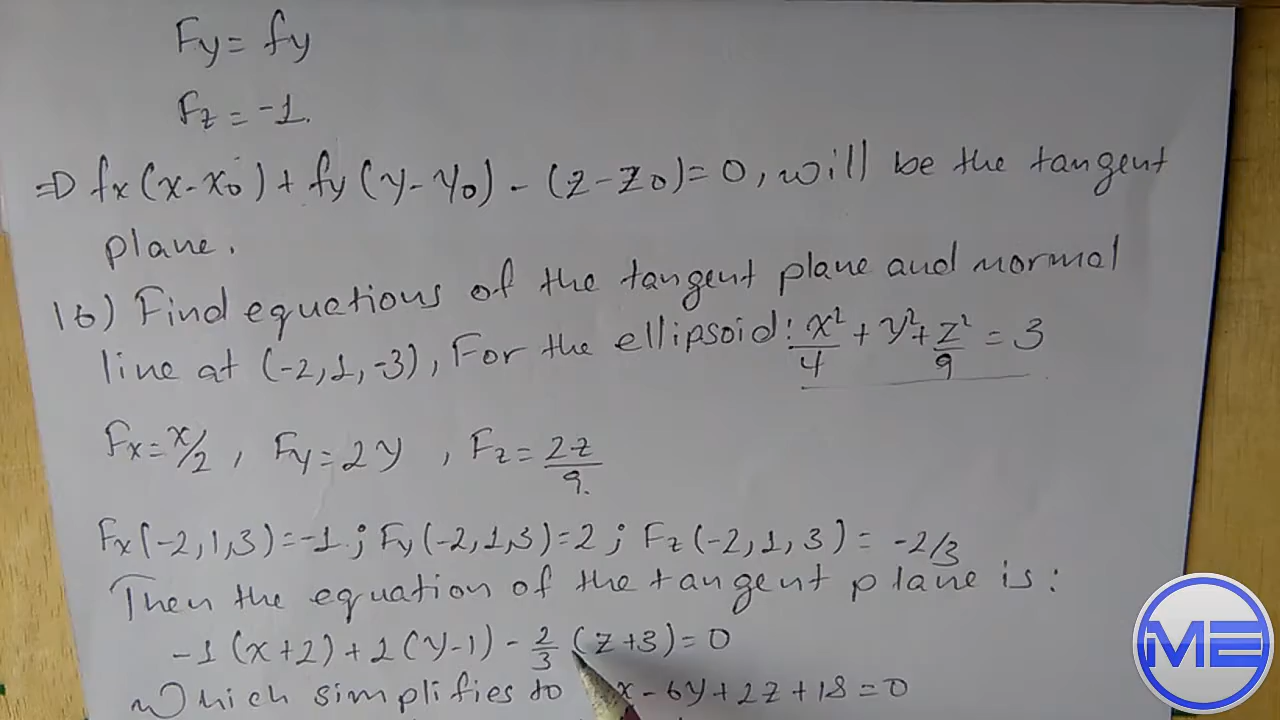 Fy = fy
Fz = -1.
⇒ fx (x-x0) + fy (y-y0) - (z-z0) = 0, will be the tangent
plane.
16) Find equations of the tangent plane and normal
line at (-2,1,-3), For the ellipsoid: x²/4 + y² + z²/9 = 3
Fx = x/2, Fy = 2y, Fz = 2z/9.
Fx(-2,1,3) = -1; Fy(-2,1,3) = 2; Fz(-2,1,3) = -2/3
Then the equation of the tangent plane is:
-1(x+2) + 2(y-1) - 2/3 (z+3) = 0
Which simplifies to x - 6y + 2z + 18 = 0
ME